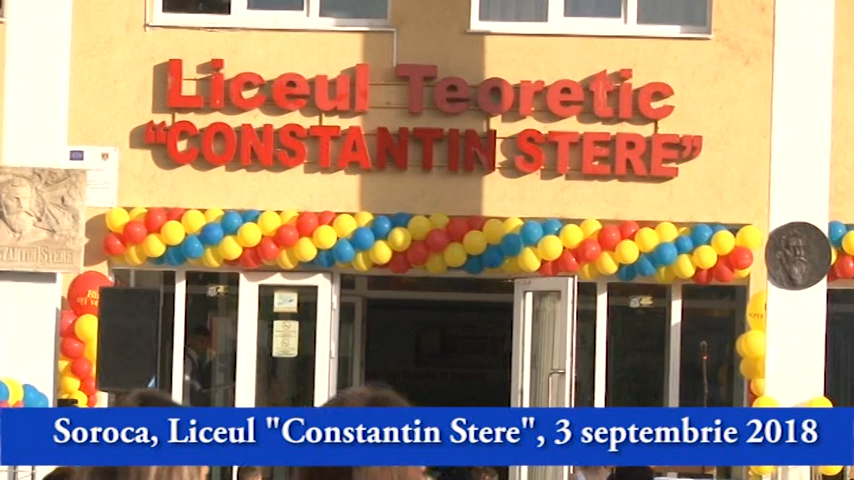 Liceul Teoretic
“CONSTANTIN STERE”
Soroca, Liceul "Constantin Stere", 3 septembrie 2018